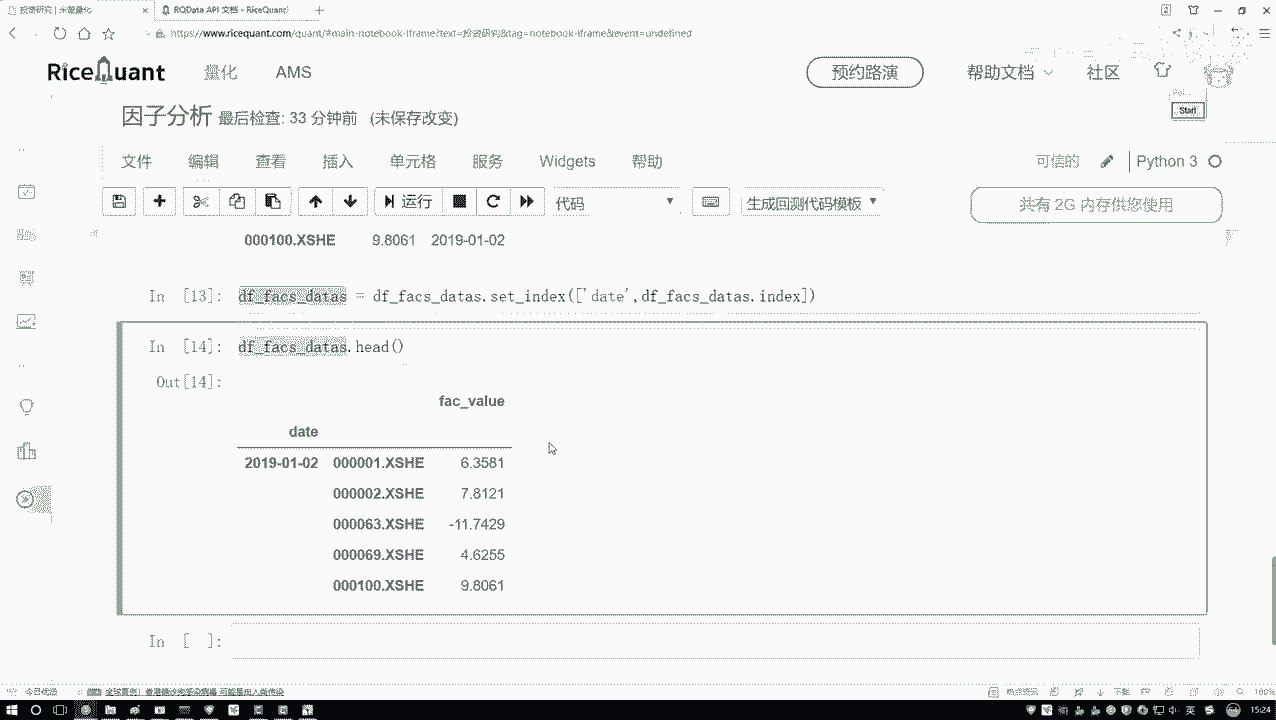 投资研究 | 米筐量化
RQData API 文档 - RiceQuant
https://www.ricequant.com/quant/#main-notebook-iframe?text=投资研究&tag=notebook-iframe&event=undefined
RiceQuant 量化 AMS 预约路演 帮助文档 社区
Start
因子分析 最后检查: 33 分钟前 (未保存改变)
文件 编辑 查看 插入 单元格 服务 Widgets 帮助 可信的 Python 3
运行 代码 生成回测代码模板 共有 2G 内存供您使用
000100.XSHE 9.8061 2019-01-02
In [13]: df_facs_datas = df_facs_datas.set_index(['date',df_facs_datas.index])
In [14]: df_facs_datas.head()
Out[14]:
fac_value
date
2019-01-02 000001.XSHE 6.3581
000002.XSHE 7.8121
000063.XSHE -11.7429
000069.XSHE 4.6255
000100.XSHE 9.8061
In [ ]:
今日优选
下载 160%
英 15:24